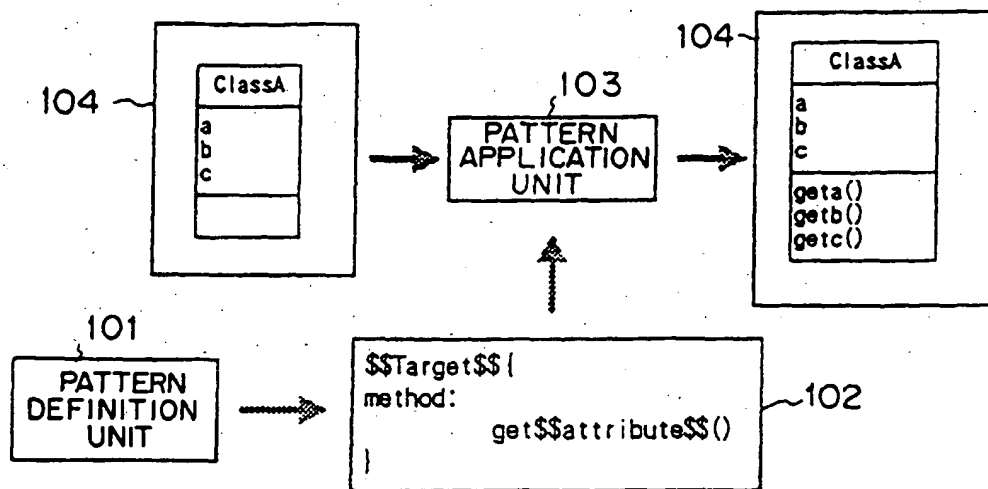 104
ClassA
a
b
c
103
PATTERN
APPLICATION
UNIT
104
ClassA
a
b
c
geta()
getb()
getc()
101
PATTERN
DEFINITION
UNIT
$$Target$${
method:
get$$attribute$$()
}
102